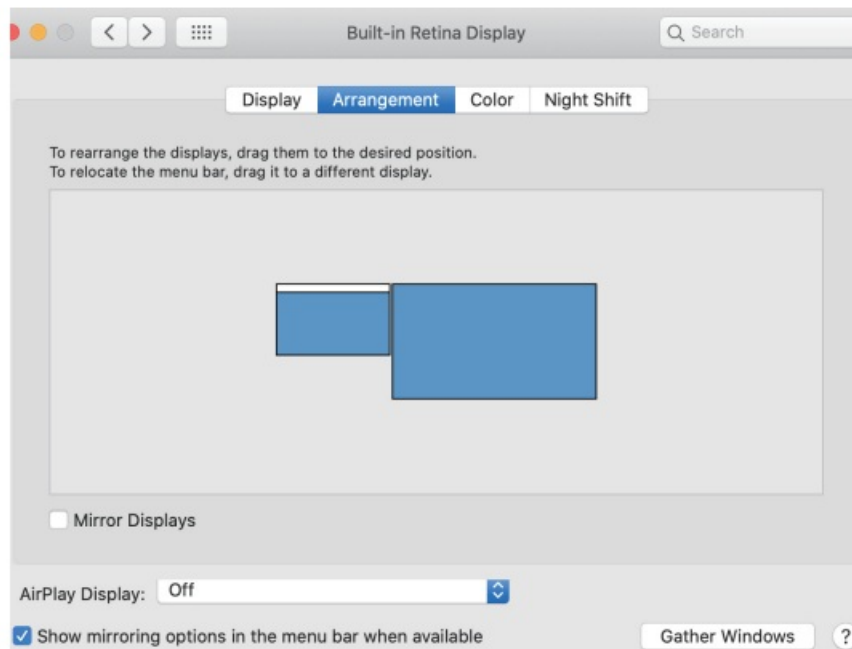 Built-in Retina Display
Search
Display Arrangement Color Night Shift
To rearrange the displays, drag them to the desired position.
To relocate the menu bar, drag it to a different display.
Mirror Displays
AirPlay Display: Off
Show mirroring options in the menu bar when available
Gather Windows
?